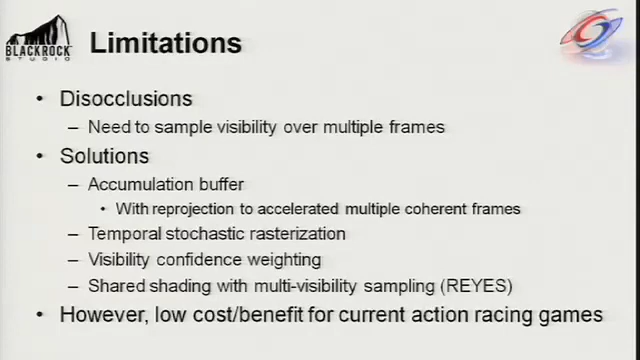 BLACKROCK
STUDIO
Limitations
• Disocclusions
– Need to sample visibility over multiple frames
• Solutions
– Accumulation buffer
• With reprojection to accelerated multiple coherent frames
– Temporal stochastic rasterization
– Visibility confidence weighting
– Shared shading with multi-visibility sampling (REYES)
• However, low cost/benefit for current action racing games